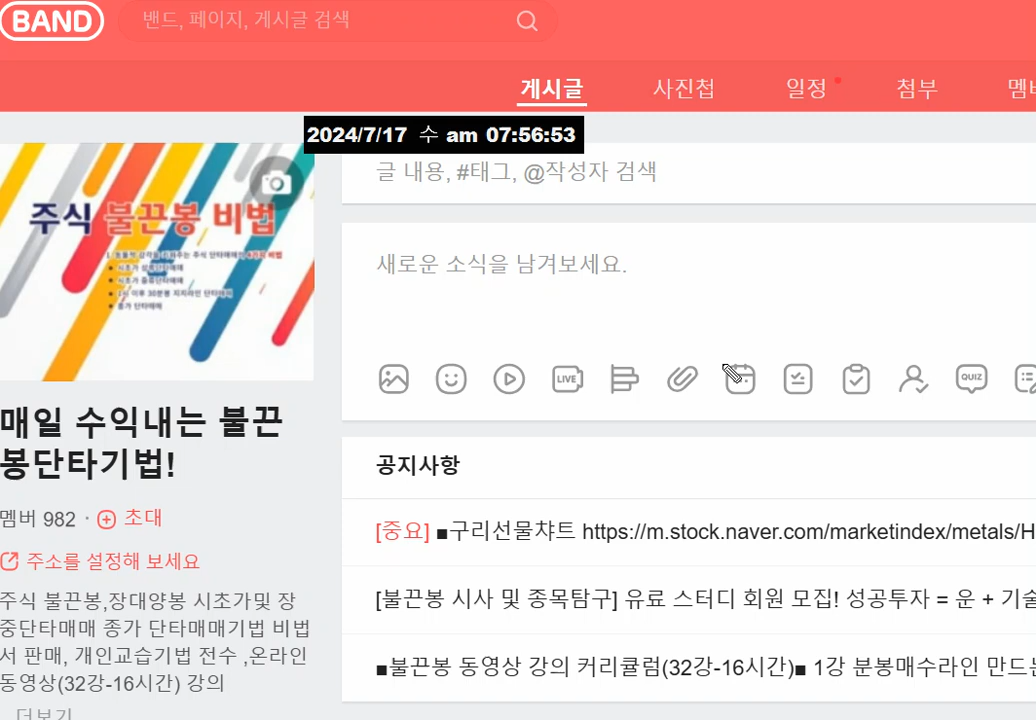 BAND
밴드, 페이지, 게시글 검색
게시글
사진첩
일정
첨부
2024/7/17 수 am 07:56:53
글 내용, #태그, @작성자 검색
주식 불끈봉 비법
새로운 소식을 남겨보세요.
LIVE
QUIZ
매일 수익내는 불끈
봉단타기법!
멤버 982 · 초대
주소를 설정해 보세요
주식 불끈봉,장대양봉 시초가및 장
중단타매매 종가 단타매매기법 비법
서 판매, 개인교습기법 전수 ,온라인
동영상(32강-16시간) 강의
더보기
공지사항
[중요] ■구리선물챠트 https://m.stock.naver.com/marketindex/metals/H
[불끈봉 시사 및 종목탐구] 유료 스터디 회원 모집! 성공투자 = 운 + 기술
■불끈봉 동영상 강의 커리큘럼(32강-16시간)■ 1강 분봉매수라인 만드는